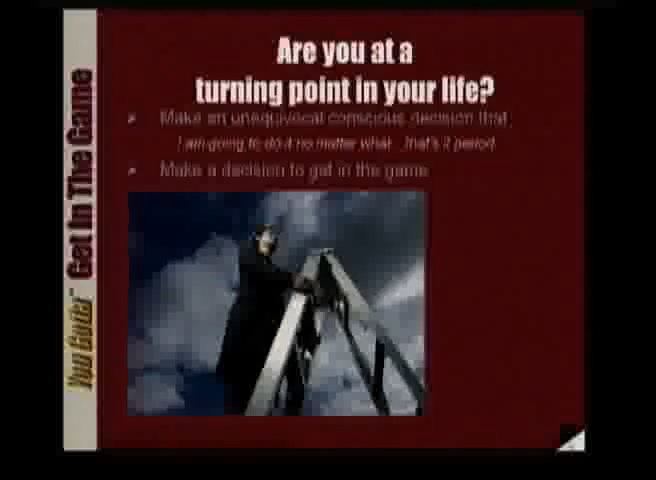 Are you at a
turning point in your life?
Make an unequivocal conscious decision that
I am going to do it no matter what...that's it period.
Make a decision to get in the game
You Gotta™ Get In The Game